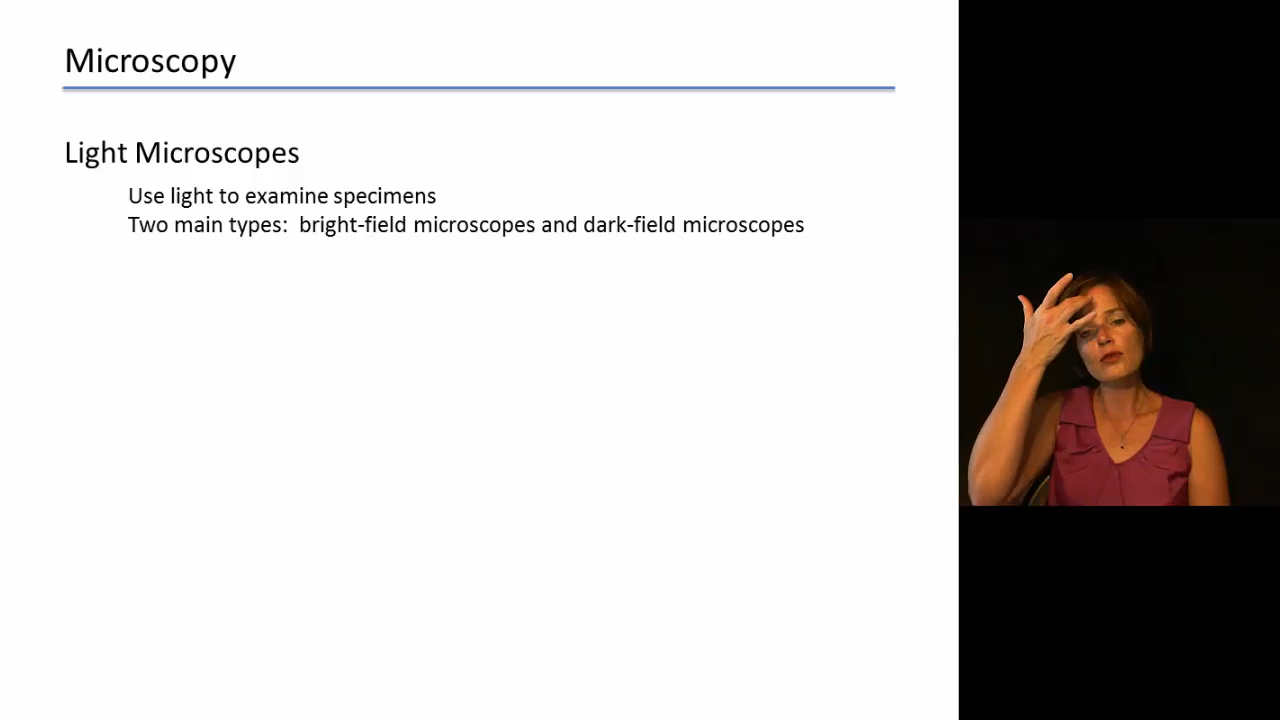 Microscopy
Light Microscopes
Use light to examine specimens
Two main types:  bright-field microscopes and dark-field microscopes